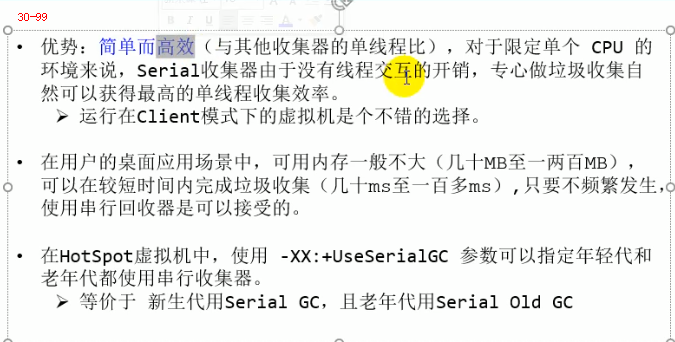 30-99
• 优势：简单而高效（与其他收集器的单线程比），对于限定单个 CPU 的
环境来说，Serial收集器由于没有线程交互的开销，专心做垃圾收集自
然可以获得最高的单线程收集效率。
➢ 运行在Client模式下的虚拟机是个不错的选择。
• 在用户的桌面应用场景中，可用内存一般不大（几十MB至一两百MB），
可以在较短时间内完成垃圾收集（几十ms至一百多ms）,只要不频繁发生，
使用串行回收器是可以接受的。
• 在HotSpot虚拟机中，使用 -XX:+UseSerialGC 参数可以指定年轻代和
老年代都使用串行收集器。
➢ 等价于 新生代用Serial GC，且老年代用Serial Old GC